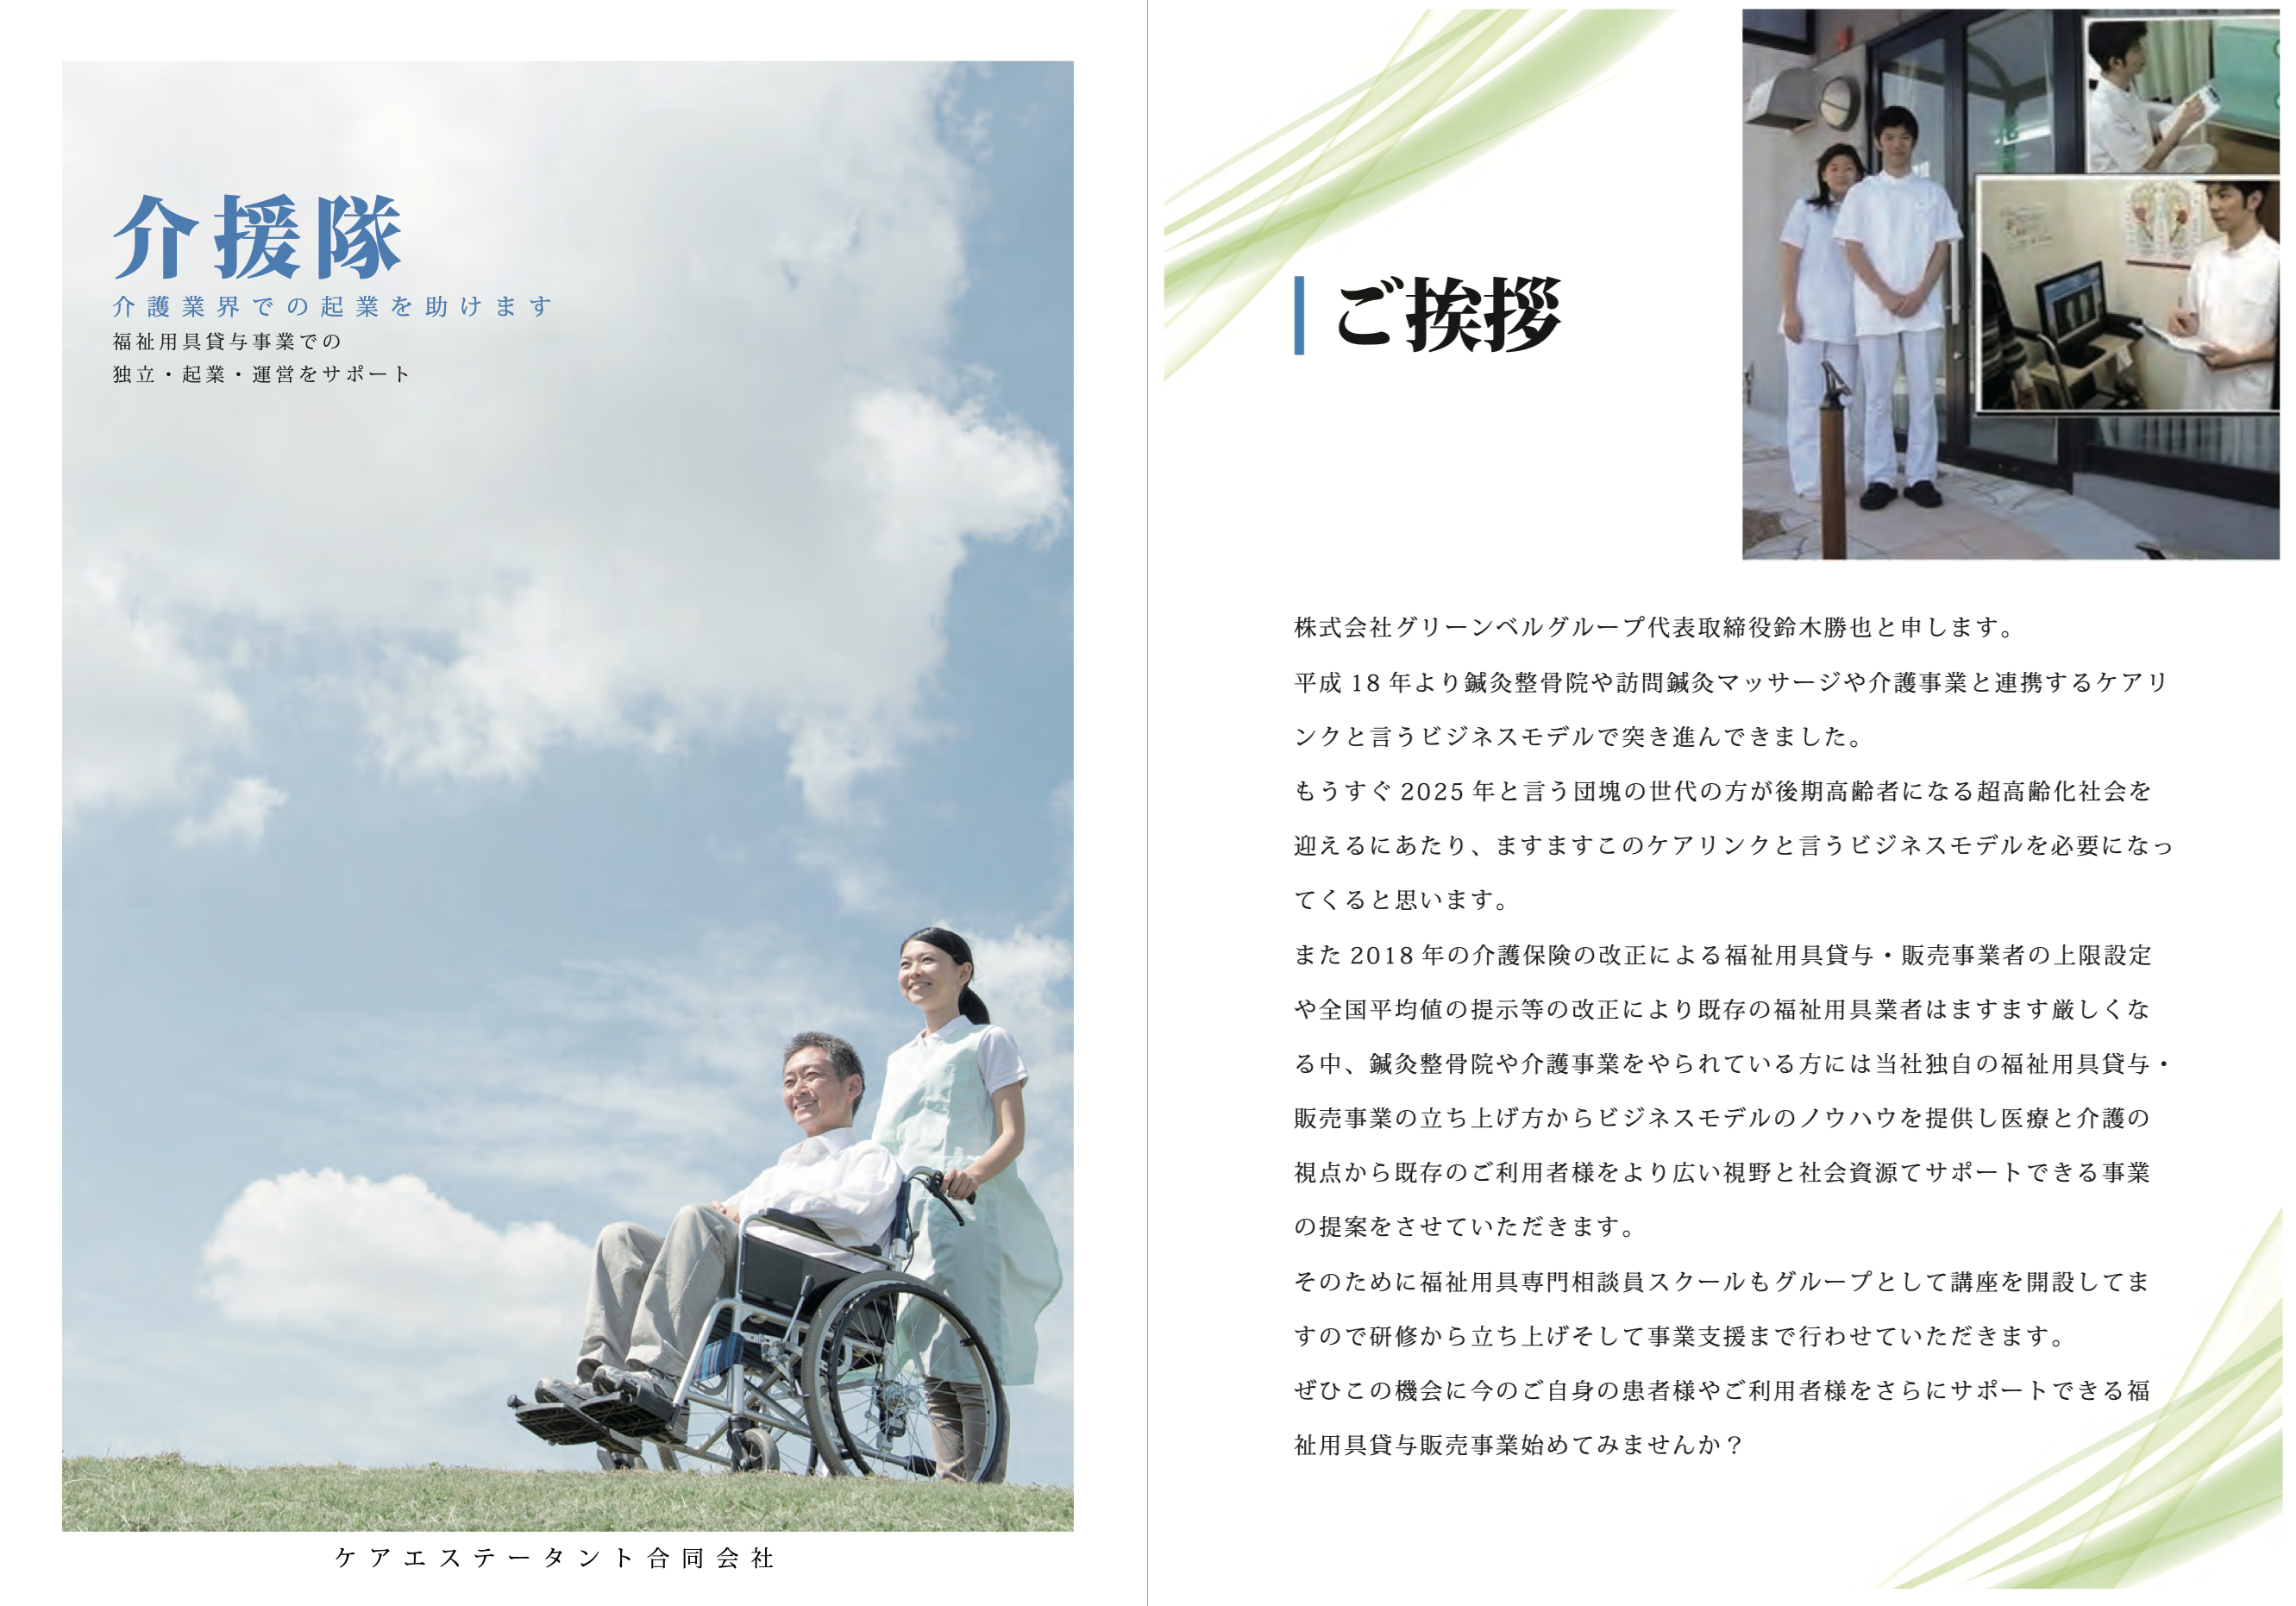 介援隊
介護業界での起業を助けます
福祉用具貸与事業での
独立・起業・運営をサポート
ケアエステータント合同会社
ご挨拶
株式会社グリーンベルグループ代表取締役鈴木勝也と申します。
平成 18 年より鍼灸整骨院や訪問鍼灸マッサージや介護事業と連携するケアリ
ンクと言うビジネスモデルで突き進んできました。
もうすぐ 2025 年と言う団塊の世代の方が後期高齢者になる超高齢化社会を
迎えるにあたり、ますますこのケアリンクと言うビジネスモデルを必要になっ
てくると思います。
また 2018 年の介護保険の改正による福祉用具貸与・販売事業者の上限設定
や全国平均値の提示等の改正により既存の福祉用具業者はますます厳しくな
る中、鍼灸整骨院や介護事業をやられている方には当社独自の福祉用具貸与・
販売事業の立ち上げ方からビジネスモデルのノウハウを提供し医療と介護の
視点から既存のご利用者様をより広い視野と社会資源てサポートできる事業
の提案をさせていただきます。
そのために福祉用具専門相談員スクールもグループとして講座を開設してま
すので研修から立ち上げそして事業支援まで行わせていただきます。
ぜひこの機会に今のご自身の患者様やご利用者様をさらにサポートできる福
祉用具貸与販売事業始めてみませんか？